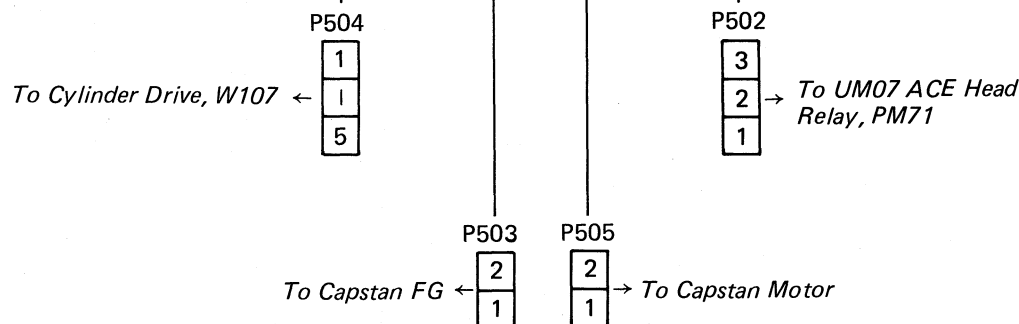 P504
1
I
5
To Cylinder Drive, W107 ←
P502
3
2
1
→ To UM07 ACE Head
Relay, PM71
P503
2
1
To Capstan FG ←
P505
2
1
→ To Capstan Motor